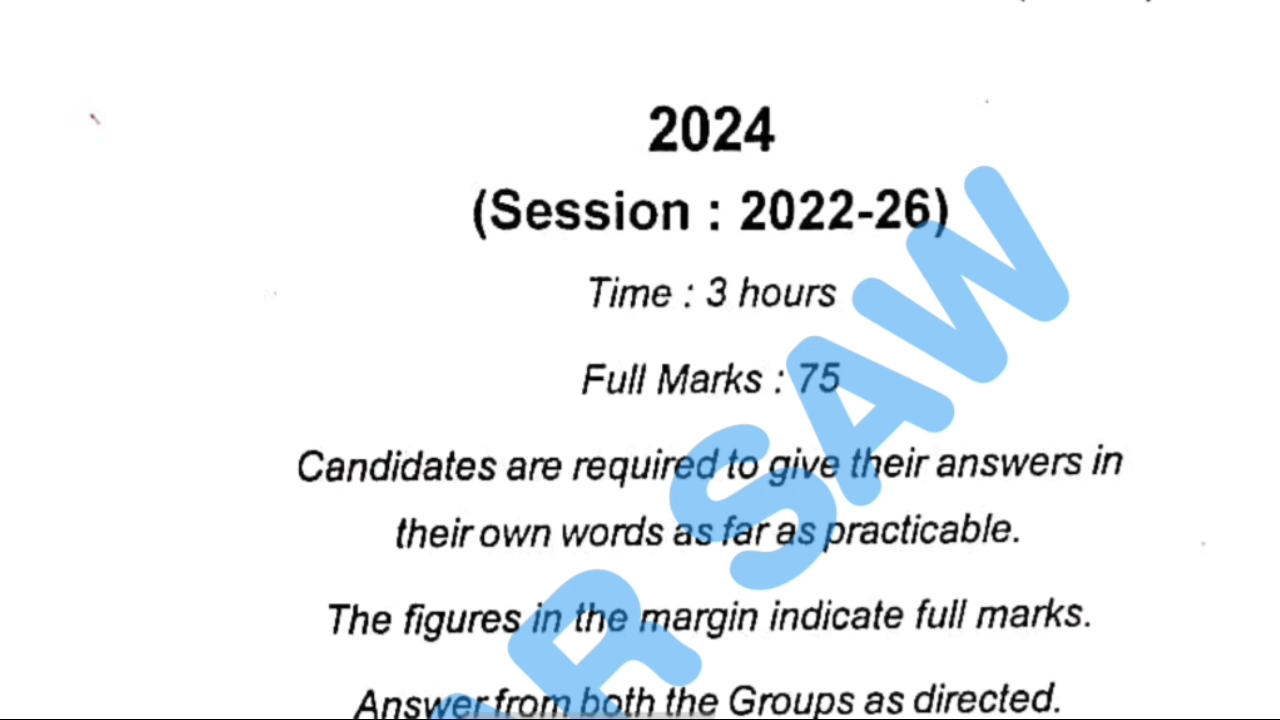 2024
(Session : 2022-26)
Time : 3 hours
Full Marks : 75
Candidates are required to give their answers in
their own words as far as practicable.
The figures in the margin indicate full marks.
Answer from both the Groups as directed.
R SAW